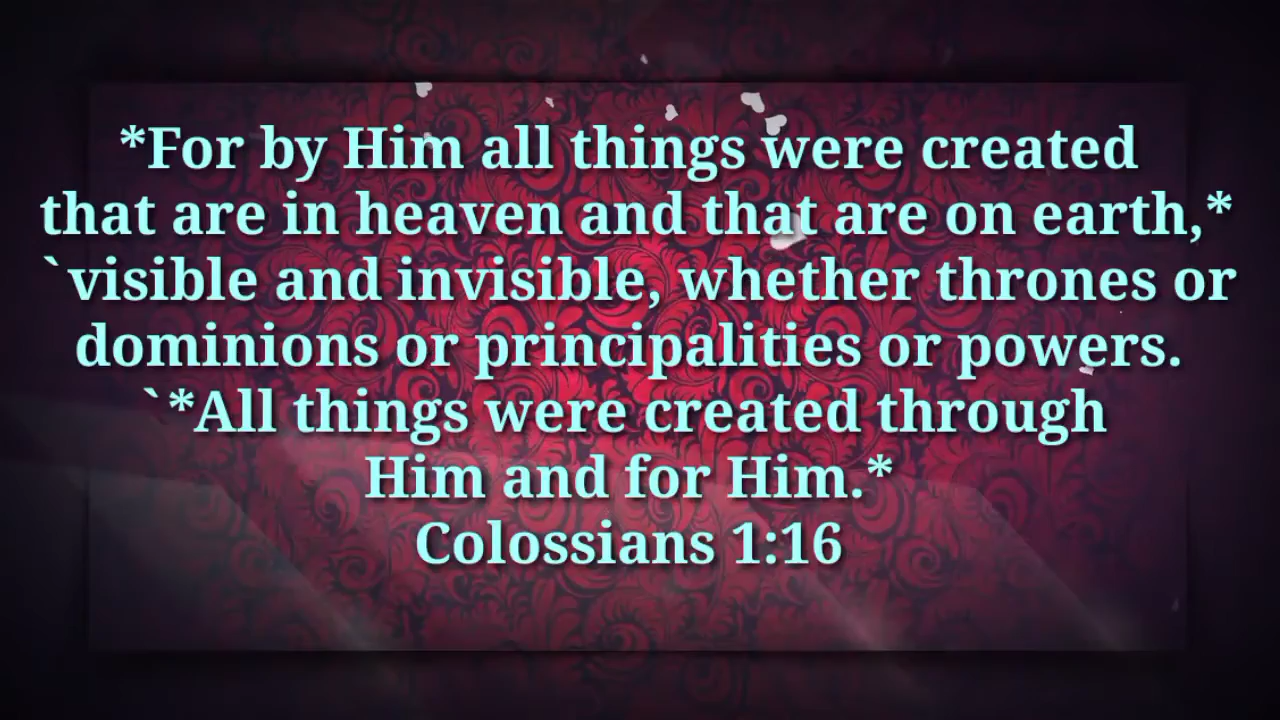 *For by Him all things were created
that are in heaven and that are on earth,*
`visible and invisible, whether thrones or
dominions or principalities or powers.
`*All things were created through
Him and for Him.*
Colossians 1:16